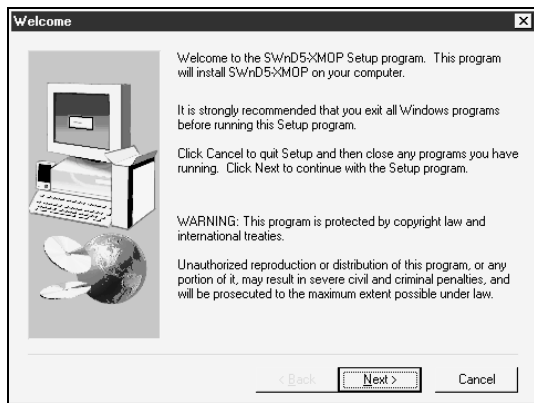 Welcome
Welcome to the SWnD5-XMOP Setup program. This program
will install SWnD5-XMOP on your computer.
It is strongly recommended that you exit all Windows programs
before running this Setup program.
Click Cancel to quit Setup and then close any programs you have
running. Click Next to continue with the Setup program.
WARNING: This program is protected by copyright law and
international treaties.
Unauthorized reproduction or distribution of this program, or any
portion of it, may result in severe civil and criminal penalties, and
will be prosecuted to the maximum extent possible under law.
< Back
Next >
Cancel